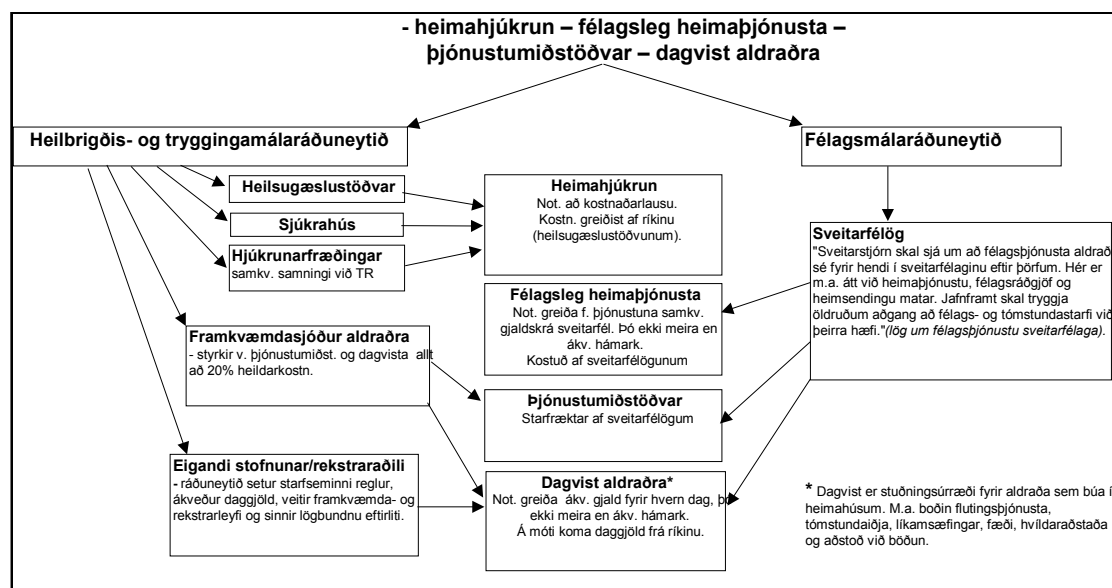 - heimahjúkrun – félagsleg heimaþjónusta –
þjónustumiðstöðvar – dagvist aldraðra
Heilbrigðis- og tryggingamálaráðuneytið
Félagsmálaráðuneytið
Heilsugæslustöðvar
Sjúkrahús
Hjúkrunarfræðingar
samkv. samningi við TR
Heimahjúkrun
Not. að kostnaðarlausu.
Kostn. greiðist af ríkinu
(heilsugæslustöðvunum).
Sveitarfélög
"Sveitarstjórn skal sjá um að félagsþjónusta aldrað
sé fyrir hendi í sveitarfélaginu eftir þörfum. Hér er
m.a. átt við heimaþjónustu, félagsráðgjöf og
heimsendingu matar. Jafnframt skal tryggja
öldruðum aðgang að félags- og tómstundastarfi við
þeirra hæfi."(lög um félagsþjónustu sveitarfélaga).
Félagsleg heimaþjónusta
Not. greiða f. þjónustuna samkv.
gjaldskrá sveitarfél. Þó ekki meira en
ákv. hámark.
Kostuð af sveitarfélögunum
Framkvæmdasjóður aldraðra
- styrkir v. þjónustumiðst. og dagvista allt
að 20% heildarkostn.
Þjónustumiðstöðvar
Starfræktar af sveitarfélögum
Eigandi stofnunar/rekstraraðili
- ráðuneytið setur starfseminni reglur,
ákveður daggjöld, veitir framkvæmda- og
rekstrarleyfi og sinnir lögbundnu eftirliti.
Dagvist aldraðra*
Not. greiða ákv. gjald fyrir hvern dag, þó
ekki meira en ákv. hámark.
Á móti koma daggjöld frá ríkinu.
* Dagvist er stuðningsúrræði fyrir aldraða sem búa í
heimahúsum. M.a. boðin flutingsþjónusta,
tómstundaiðja, líkamsæfingar, fæði, hvíldaraðstaða
og aðstoð við böðun.